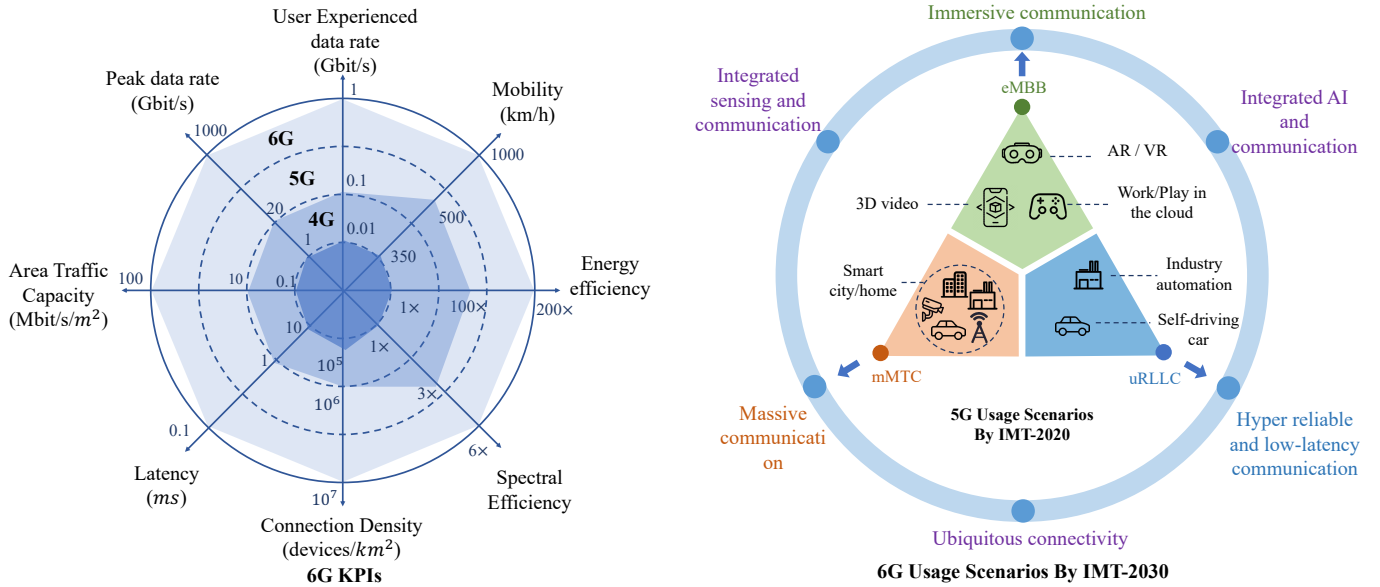 User Experienced
data rate
(Gbit/s)
Peak data rate
(Gbit/s)
Mobility
(km/h)
1
1000
6G
1000
5G
0.1
20
500
4G
1
0.01
350
Area Traffic
Capacity
(Mbit/s/m²)
100
10
0.1
1×
100×
200×
Energy
efficiency
10
10⁵
1×
1
10⁶
3×
0.1
6×
Latency
(ms)
10⁷
Spectral
Efficiency
Connection Density
(devices/km²)
6G KPIs
Immersive communication
Integrated
sensing and
communication
eMBB
Integrated AI
and
communication
AR / VR
3D video
Work/Play in
the cloud
Smart
city/home
Industry
automation
Self-driving
car
mMTC
uRLLC
5G Usage Scenarios
By IMT-2020
Massive
communicati
on
Hyper reliable
and low-latency
communication
Ubiquitous connectivity
6G Usage Scenarios By IMT-2030